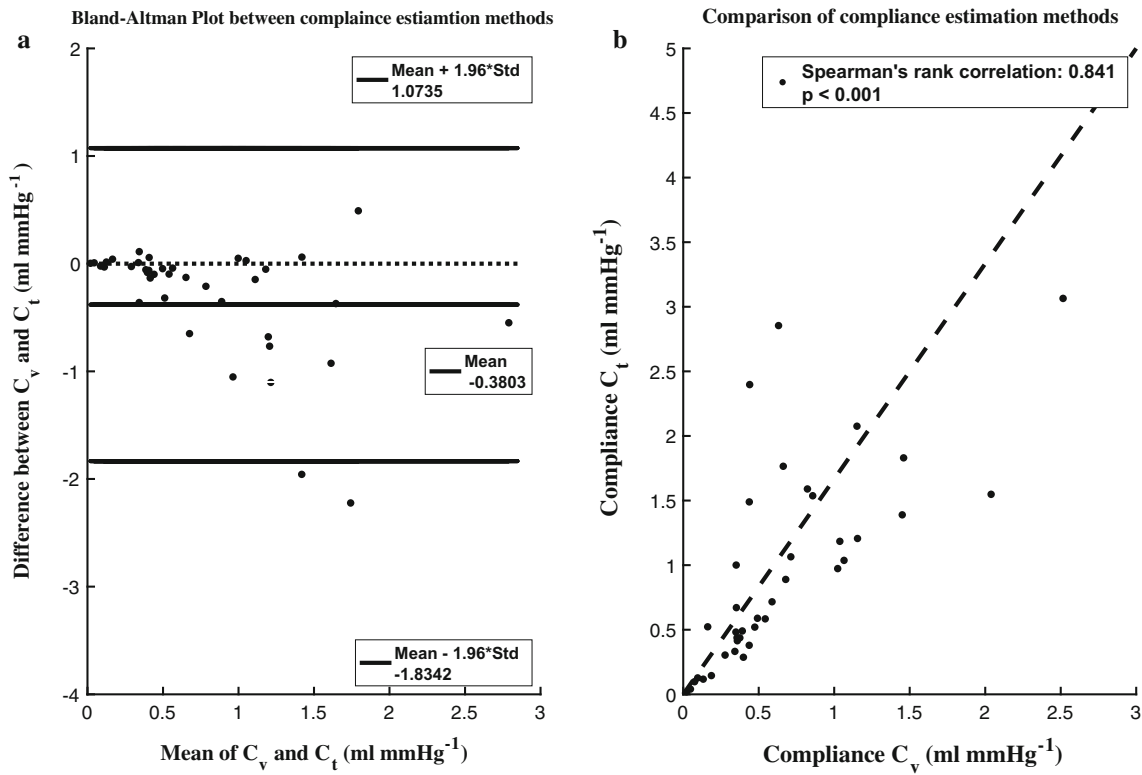 Bland-Altman Plot between complaince estiamtion methods
a
2
1
0
-1
-2
-3
-4
Difference between C_v and C_t (ml mmHg^-1)
Mean + 1.96*Std
1.0735
Mean
-0.3803
Mean - 1.96*Std
-1.8342
0 0.5 1 1.5 2 2.5 3
Mean of C_v and C_t (ml mmHg^-1)
Comparison of compliance estimation methods
b
5
4.5
4
3.5
3
2.5
2
1.5
1
0.5
0
Compliance C_t (ml mmHg^-1)
Spearman's rank correlation: 0.841
p < 0.001
0 0.5 1 1.5 2 2.5 3
Compliance C_v (ml mmHg^-1)